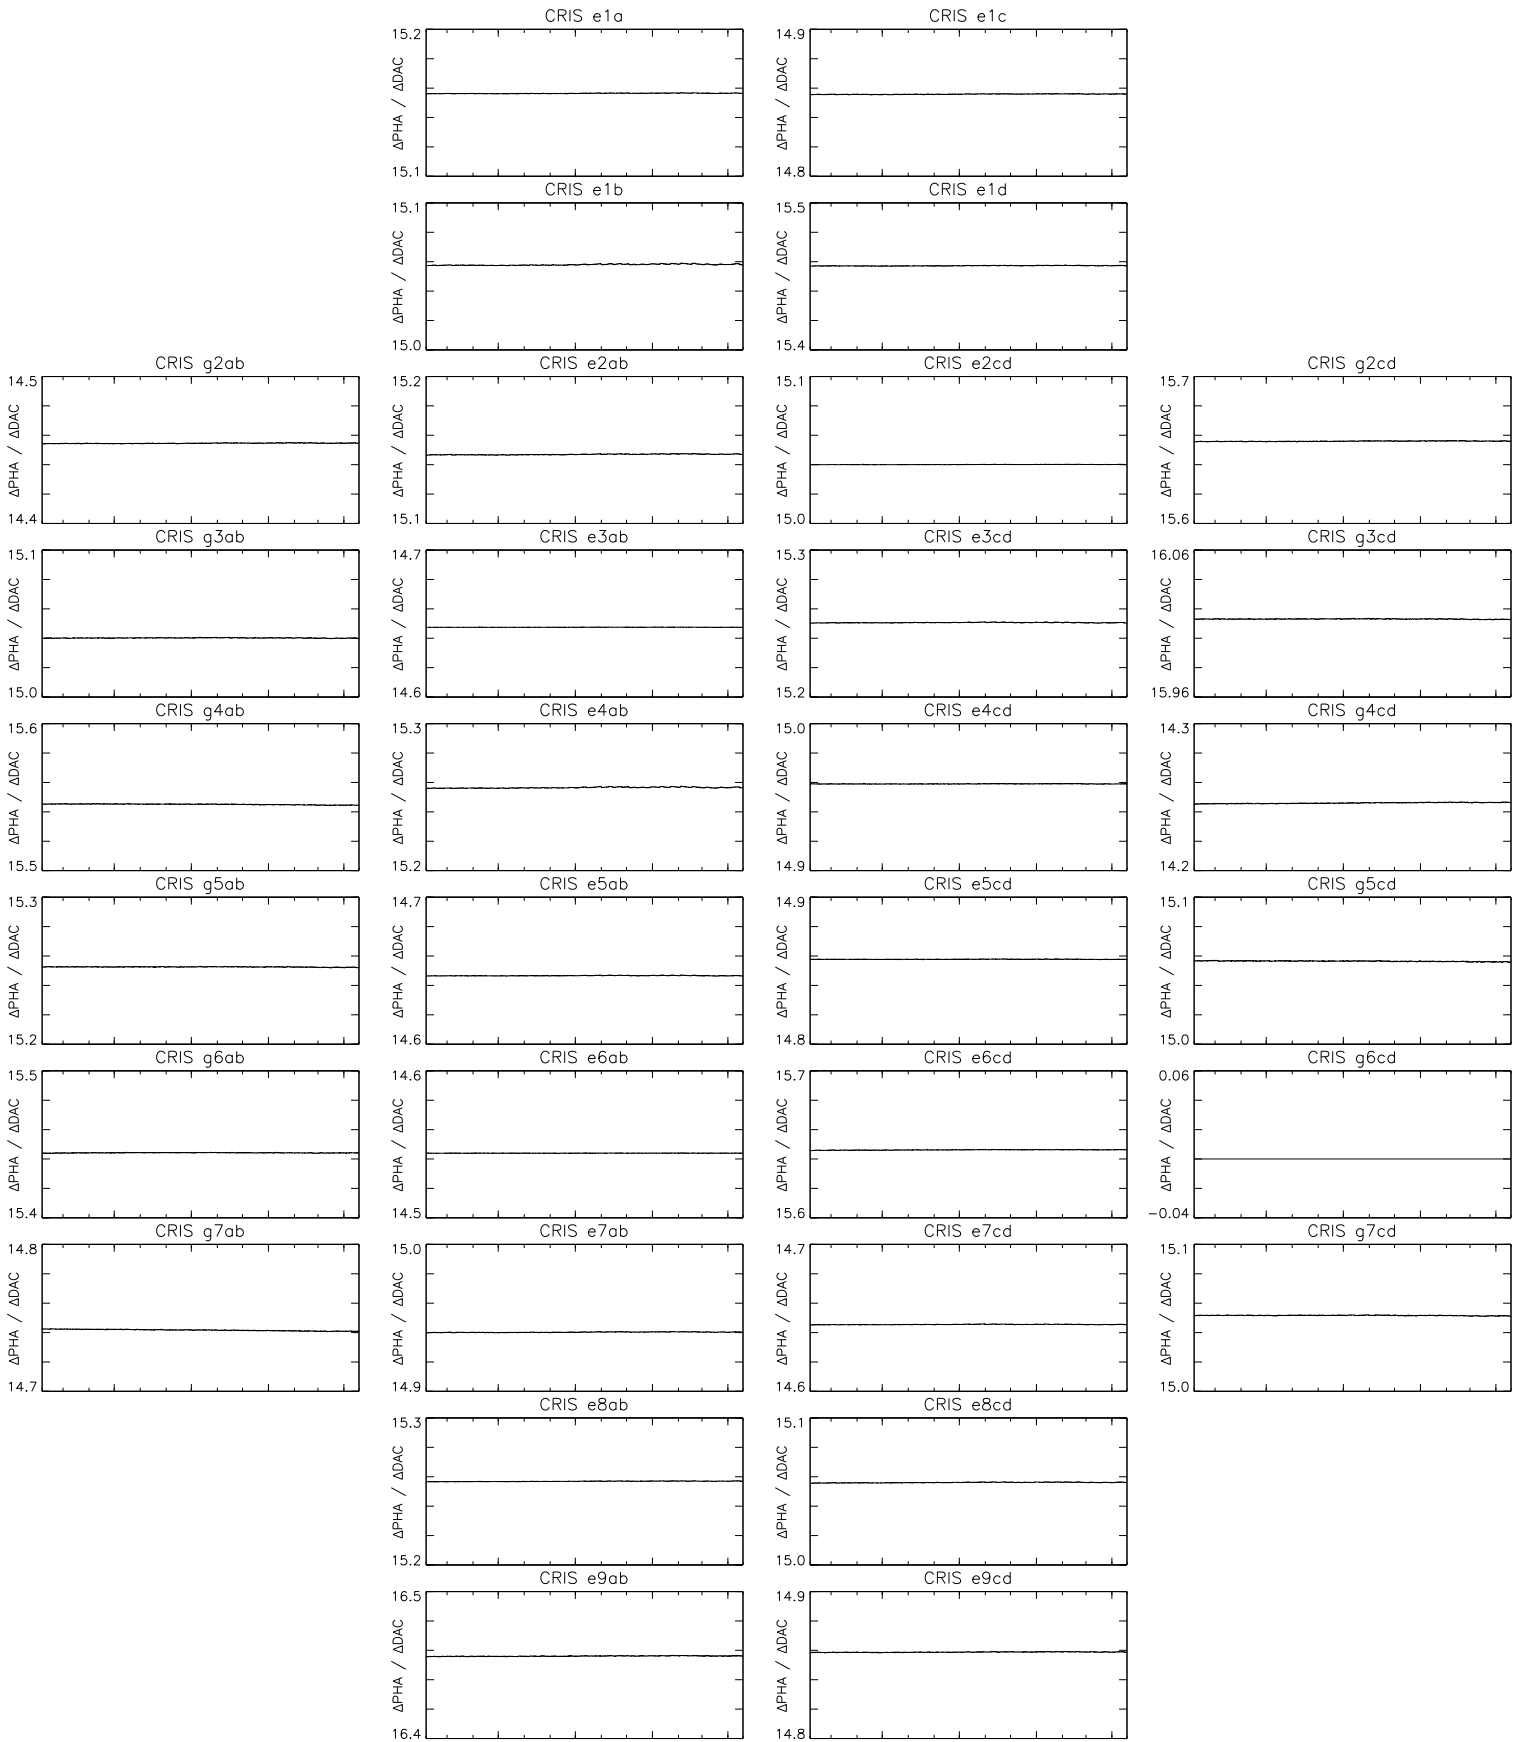 CRIS e1a
CRIS e1c
15.2
ΔPHA / ΔDAC
15.1
14.9
ΔPHA / ΔDAC
14.8
CRIS e1b
CRIS e1d
15.1
ΔPHA / ΔDAC
15.0
15.5
ΔPHA / ΔDAC
15.4
CRIS g2ab
CRIS e2ab
CRIS e2cd
CRIS g2cd
14.5
ΔPHA / ΔDAC
14.4
15.2
ΔPHA / ΔDAC
15.1
15.1
ΔPHA / ΔDAC
15.0
15.7
ΔPHA / ΔDAC
15.6
CRIS g3ab
CRIS e3ab
CRIS e3cd
CRIS g3cd
15.1
ΔPHA / ΔDAC
15.0
14.7
ΔPHA / ΔDAC
14.6
15.3
ΔPHA / ΔDAC
15.2
16.06
ΔPHA / ΔDAC
15.96
CRIS g4ab
CRIS e4ab
CRIS e4cd
CRIS g4cd
15.6
ΔPHA / ΔDAC
15.5
15.3
ΔPHA / ΔDAC
15.2
15.0
ΔPHA / ΔDAC
14.9
14.3
ΔPHA / ΔDAC
14.2
CRIS g5ab
CRIS e5ab
CRIS e5cd
CRIS g5cd
15.3
ΔPHA / ΔDAC
15.2
14.7
ΔPHA / ΔDAC
14.6
14.9
ΔPHA / ΔDAC
14.8
15.1
ΔPHA / ΔDAC
15.0
CRIS g6ab
CRIS e6ab
CRIS e6cd
CRIS g6cd
15.5
ΔPHA / ΔDAC
15.4
14.6
ΔPHA / ΔDAC
14.5
15.7
ΔPHA / ΔDAC
15.6
0.06
ΔPHA / ΔDAC
−0.04
CRIS g7ab
CRIS e7ab
CRIS e7cd
CRIS g7cd
14.8
ΔPHA / ΔDAC
14.7
15.0
ΔPHA / ΔDAC
14.9
14.7
ΔPHA / ΔDAC
14.6
15.1
ΔPHA / ΔDAC
15.0
CRIS e8ab
CRIS e8cd
15.3
ΔPHA / ΔDAC
15.2
15.1
ΔPHA / ΔDAC
15.0
CRIS e9ab
CRIS e9cd
16.5
ΔPHA / ΔDAC
16.4
14.9
ΔPHA / ΔDAC
14.8